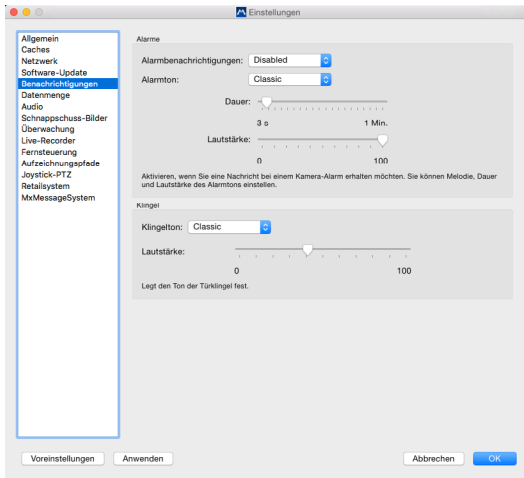 Einstellungen
Allgemein
Caches
Netzwerk
Software-Update
Benachrichtigungen
Datenmenge
Audio
Schnappschuss-Bilder
Überwachung
Live-Recorder
Fernsteuerung
Aufzeichnungspfade
Joystick-PTZ
Retailsystem
MxMessageSystem
Alarme
Alarmbenachrichtigungen: Disabled
Alarmton: Classic
Dauer:
3 s 1 Min.
Lautstärke:
0 100
Aktivieren, wenn Sie eine Nachricht bei einem Kamera-Alarm erhalten möchten. Sie können Melodie, Dauer
und Lautstärke des Alarmtons einstellen.
Klingel
Klingelton: Classic
Lautstärke:
0 100
Legt den Ton der Türklingel fest.
Voreinstellungen Anwenden Abbrechen OK